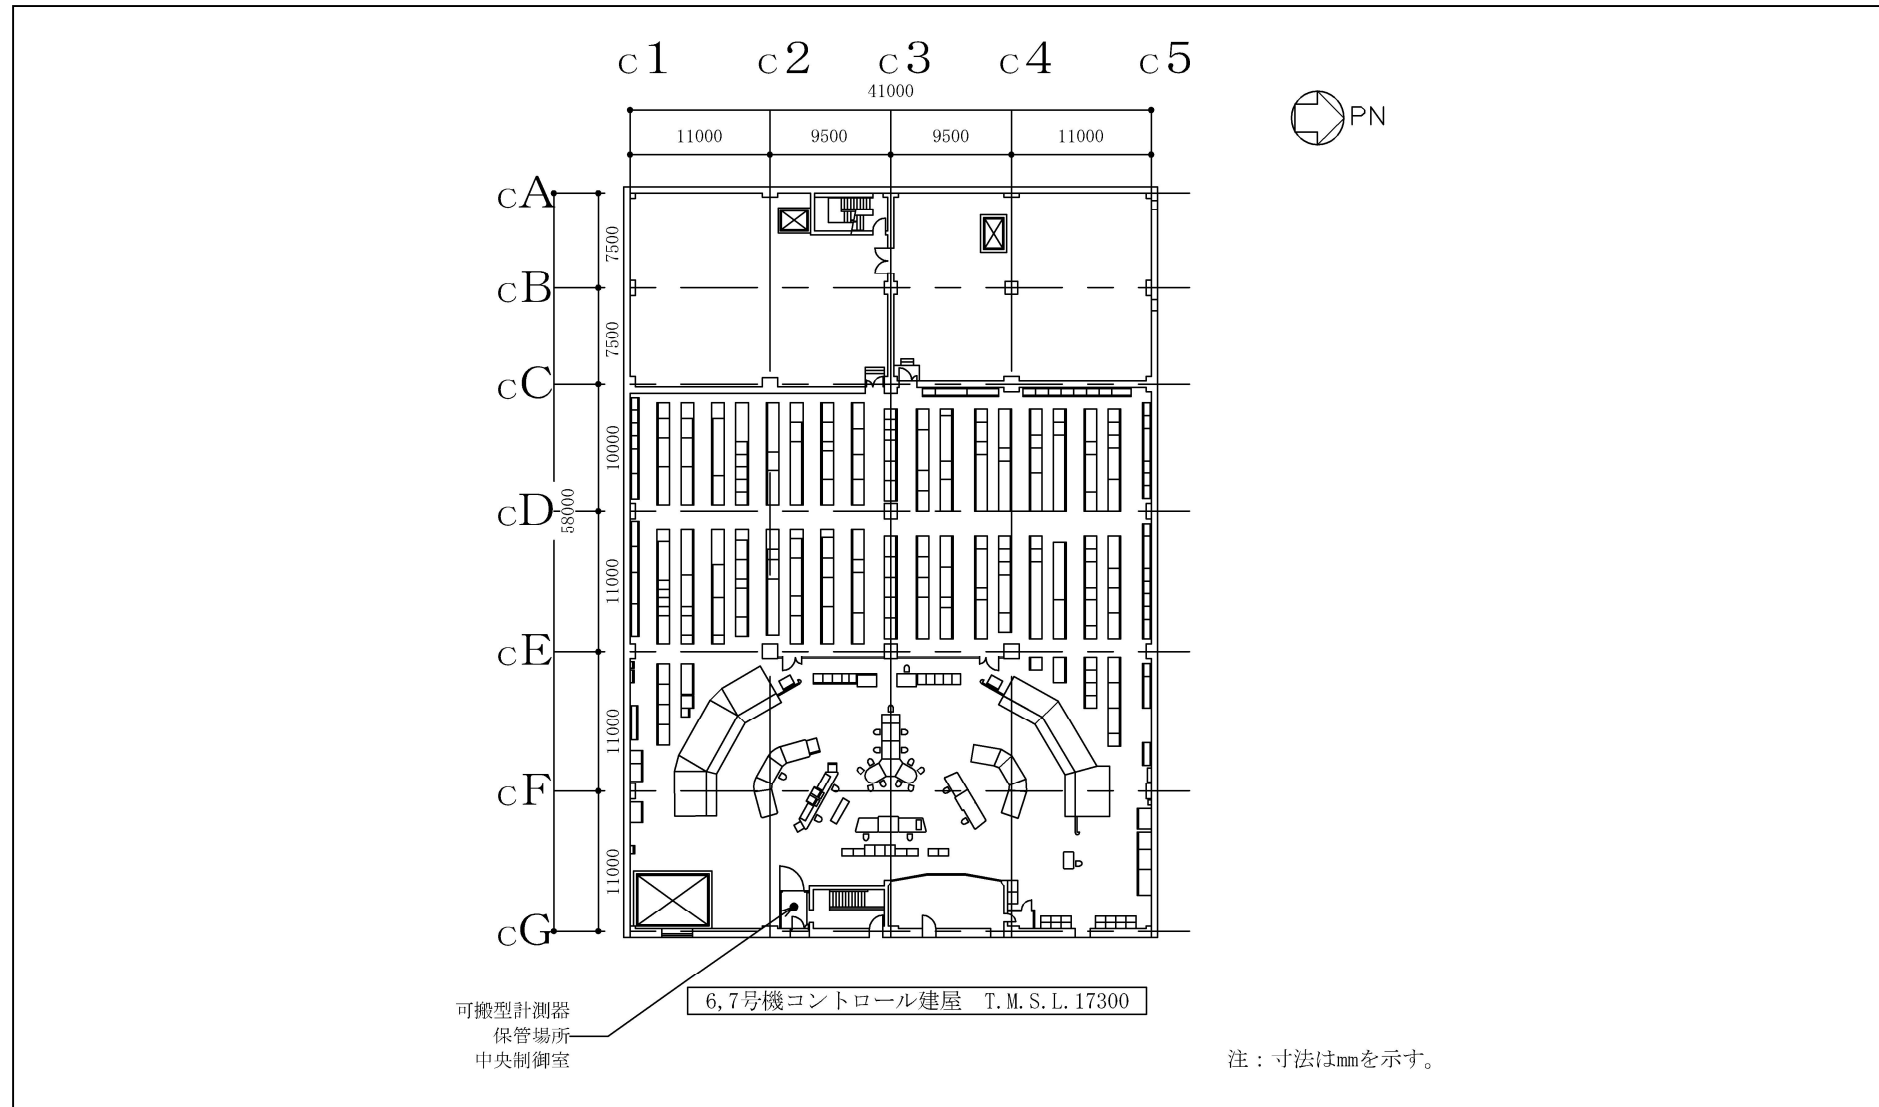 c1 c2 c3 c4 c5
41000
11000 9500 9500 11000
PN
cA
7500
cB
7500
cC
10000
cD
58000
11000
cE
11000
cF
11000
cG
6,7号機コントロール建屋 T.M.S.L.17300
可搬型計測器
保管場所
中央制御室
注:寸法はmmを示す。